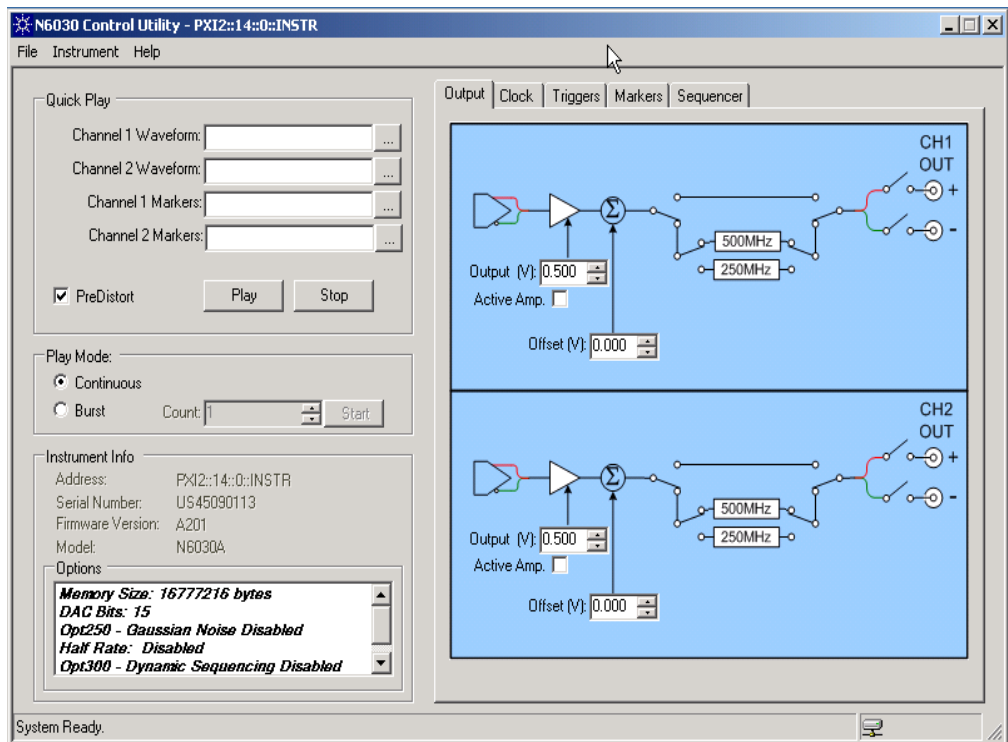 N6030 Control Utility - PXI2::14::0::INSTR
File Instrument Help
Quick Play
Channel 1 Waveform:
...
Channel 2 Waveform:
...
Channel 1 Markers:
...
Channel 2 Markers:
...
PreDistort
Play
Stop
Play Mode:
Continuous
Burst
Count: 1
Start
Instrument Info
Address: PXI2::14::0::INSTR
Serial Number: US45090113
Firmware Version: A201
Model: N6030A
Options
Memory Size: 16777216 bytes
DAC Bits: 15
Opt250 - Gaussian Noise Disabled
Half Rate: Disabled
Opt300 - Dynamic Sequencing Disabled
Output Clock Triggers Markers Sequencer
CH1
OUT
+
-
Σ
500MHz
250MHz
Output (V): 0.500
Active Amp.
Offset (V): 0.000
CH2
OUT
+
-
Σ
500MHz
250MHz
Output (V): 0.500
Active Amp.
Offset (V): 0.000
System Ready.